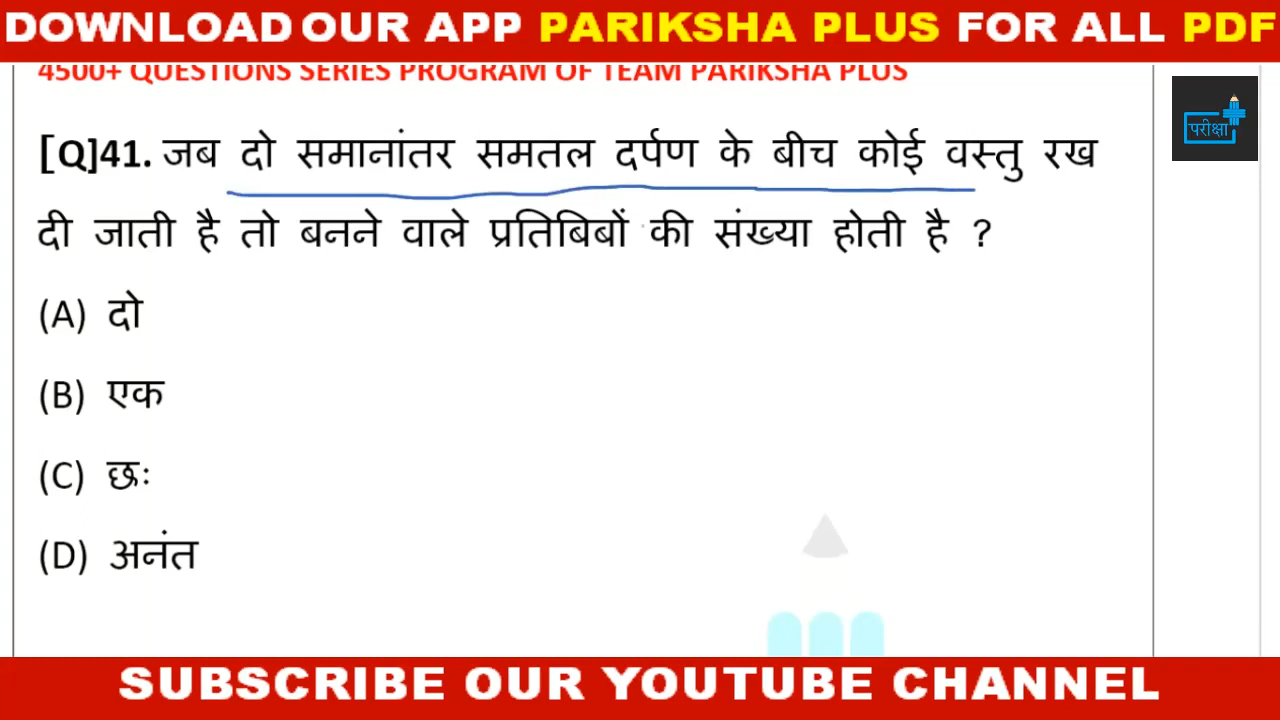 DOWNLOAD OUR APP PARIKSHA PLUS FOR ALL PDF
4500+ QUESTIONS SERIES PROGRAM OF TEAM PARIKSHA PLUS
परीक्षा
[Q]41. जब दो समानांतर समतल दर्पण के बीच कोई वस्तु रख
दी जाती है तो बनने वाले प्रतिबिबों की संख्या होती है ?
(A) दो
(B) एक
(C) छः
(D) अनंत
SUBSCRIBE OUR YOUTUBE CHANNEL